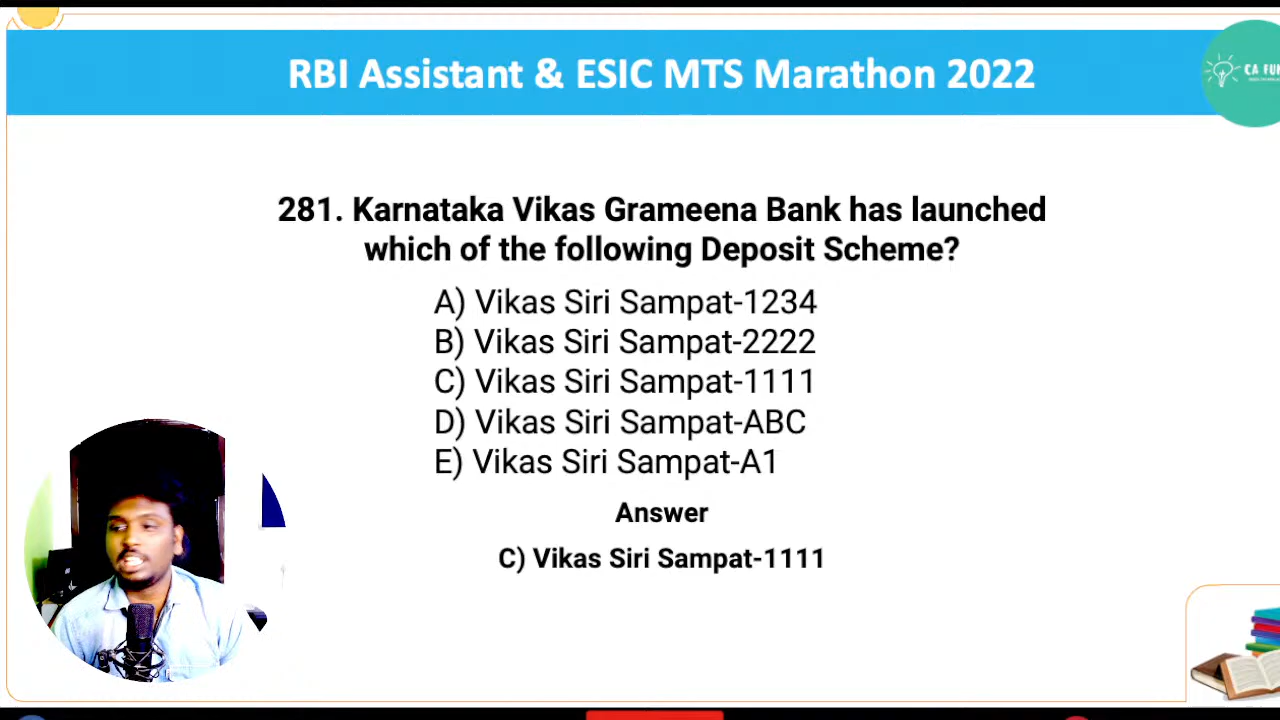 RBI Assistant & ESIC MTS Marathon 2022
CA FUN
281. Karnataka Vikas Grameena Bank has launched
which of the following Deposit Scheme?
A) Vikas Siri Sampat-1234
B) Vikas Siri Sampat-2222
C) Vikas Siri Sampat-1111
D) Vikas Siri Sampat-ABC
E) Vikas Siri Sampat-A1
Answer
C) Vikas Siri Sampat-1111